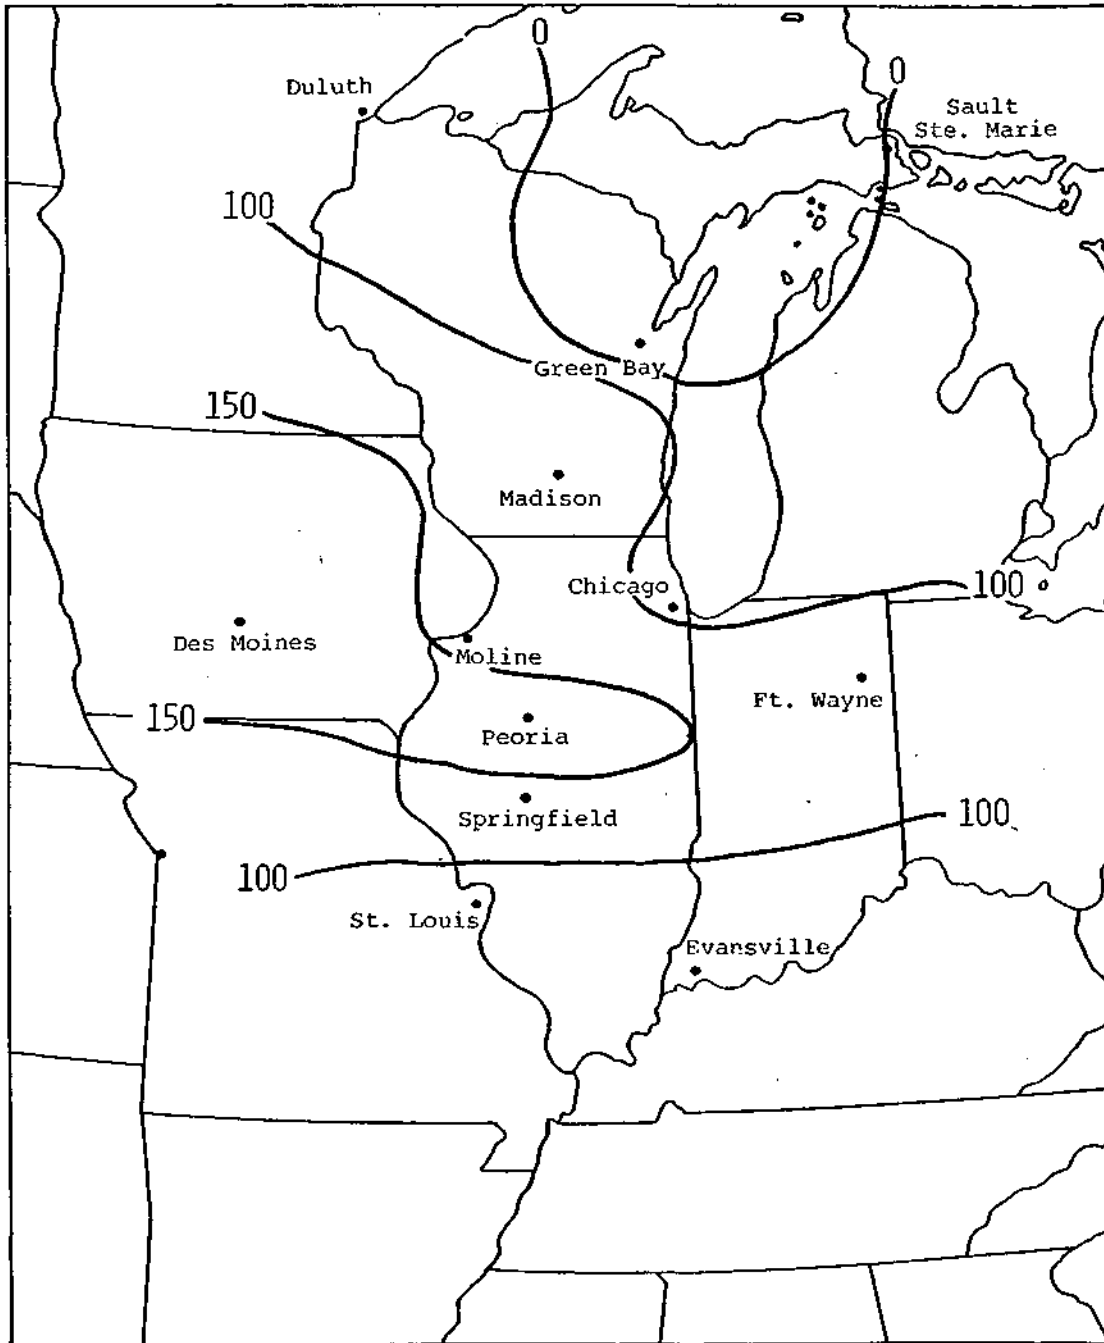 0
0
Duluth
Sault
Ste. Marie
100
Green Bay
150
Madison
Chicago
100
Des Moines
Moline
Ft. Wayne
150
Peoria
Springfield
100
100
St. Louis
Evansville